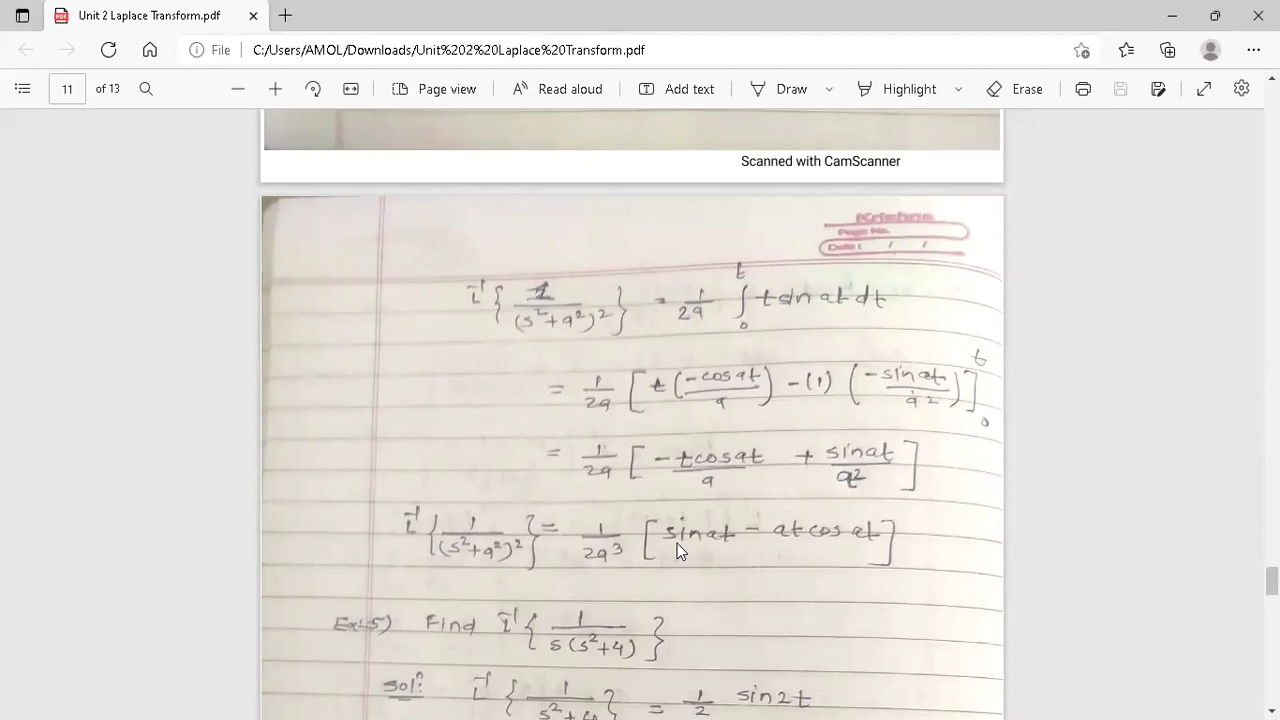 Unit 2 Laplace Transform.pdf
File C:/Users/AMOL/Downloads/Unit%202%20Laplace%20Transform.pdf
11 of 13 Page view Read aloud Add text Draw Highlight Erase
Scanned with CamScanner
Page No.
Date: / /
L⁻¹{1/(s²+a²)²} = 1/2a ∫₀ᵗ t sin at dt
= 1/2a [t(-cos at/a) - (1)(-sin at/a²)]₀ᵗ
= 1/2a [-t cos at/a + sin at/a²]
L⁻¹{1/(s²+a²)²} = 1/2a³ [sin at - at cos at]
Ex-5) Find L⁻¹{1/s(s²+4)}
Sol? L⁻¹{1/s²+4} = 1/2 sin 2t